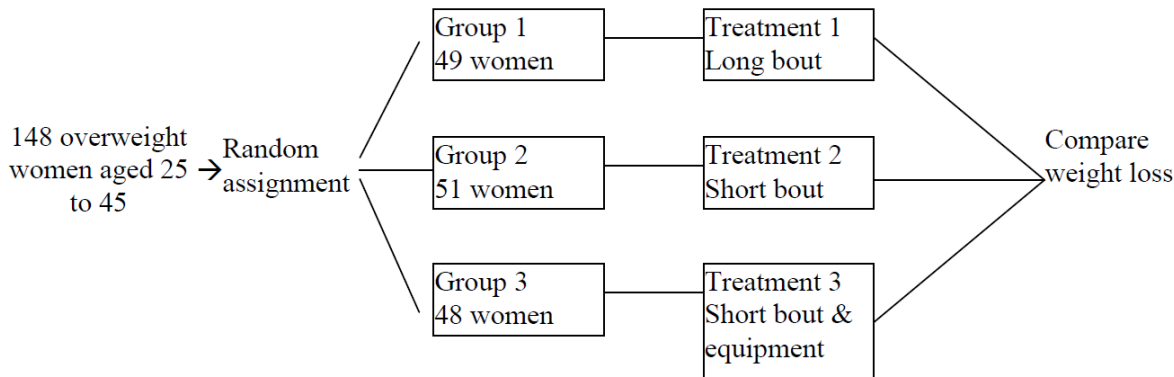 148 overweight
women aged 25
to 45
→
Random
assignment
Group 1
49 women
Treatment 1
Long bout
Group 2
51 women
Treatment 2
Short bout
Group 3
48 women
Treatment 3
Short bout &
equipment
Compare
weight loss